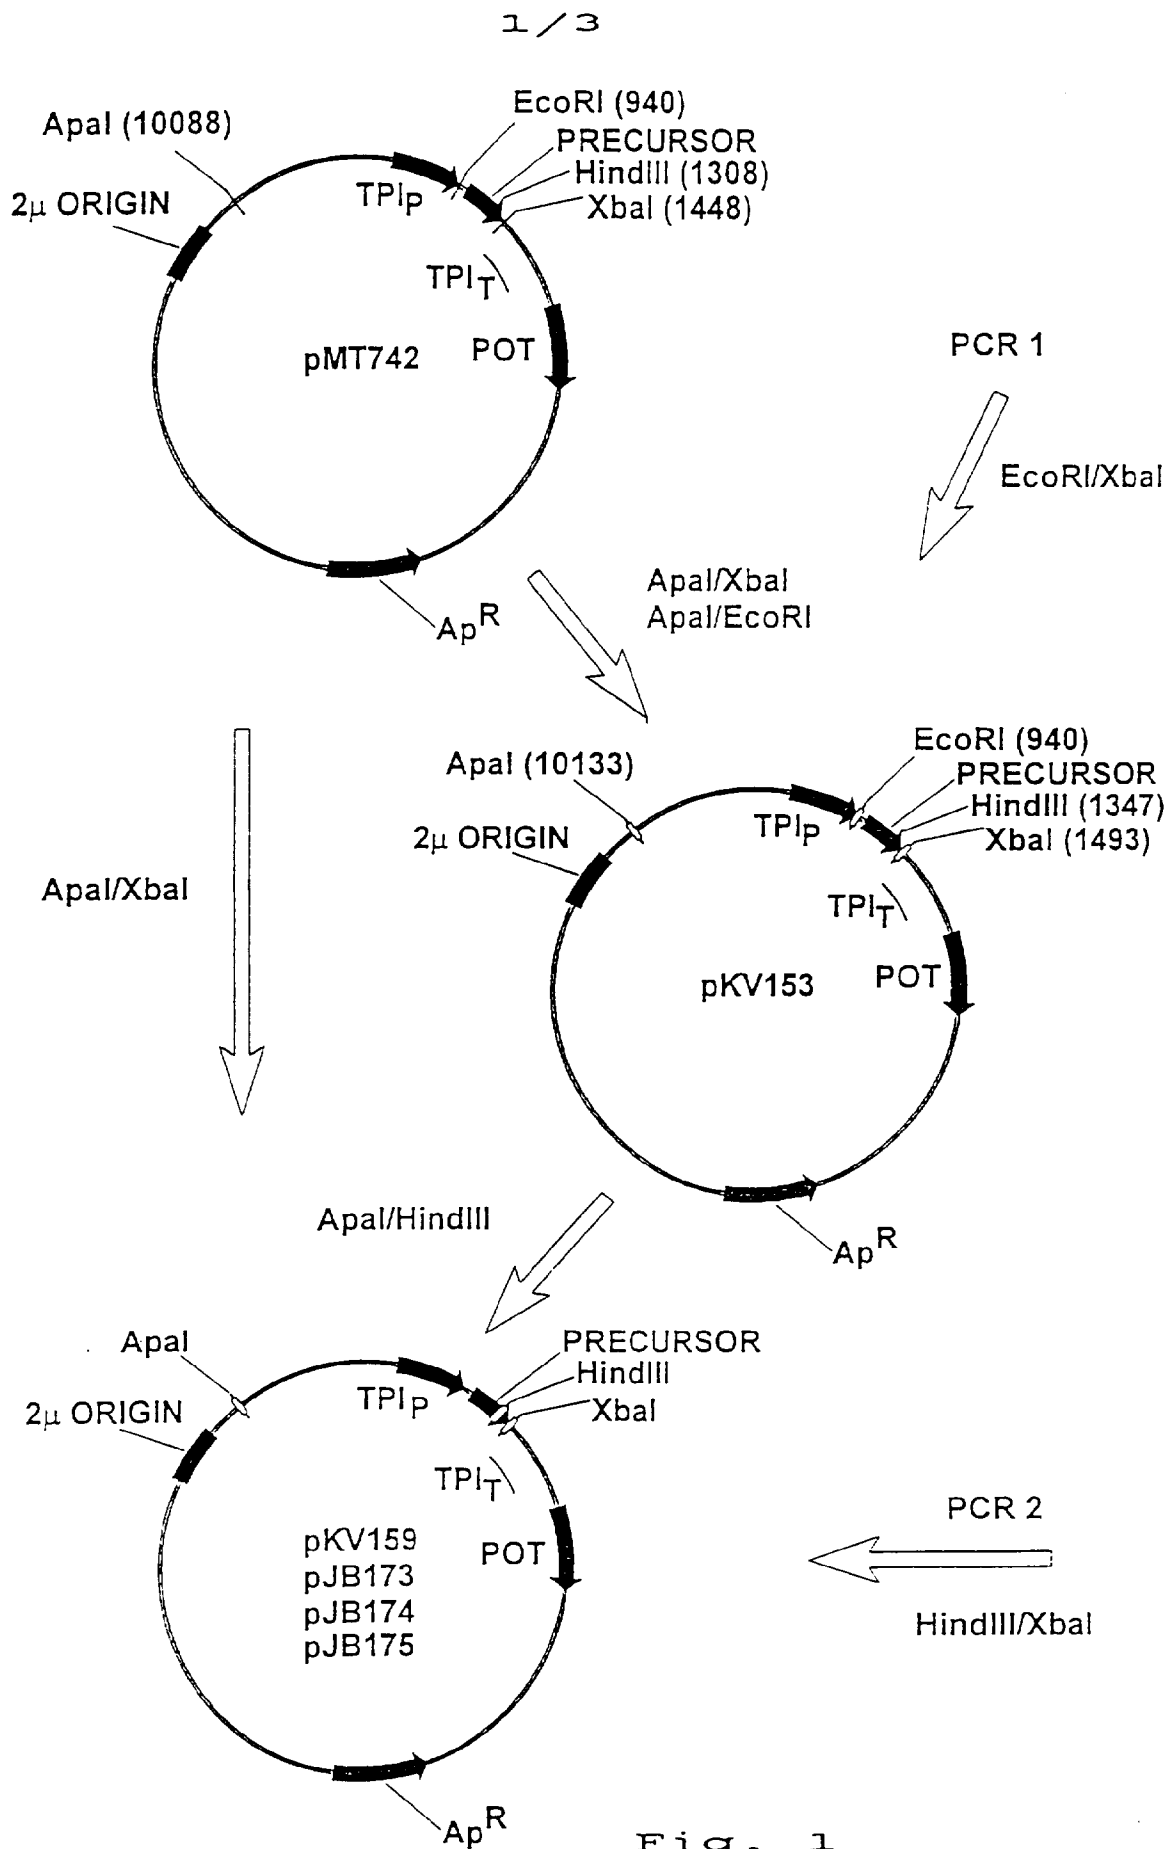 1/3
EcoRI (940)
ApaI (10088)
PRECURSOR
HindIII (1308)
TPIP
XbaI (1448)
2μ ORIGIN
TPIT
pMT742
POT
PCR 1
EcoRI/XbaI
ApaI/XbaI
ApaI/EcoRI
ApR
EcoRI (940)
ApaI (10133)
PRECURSOR
HindIII (1347)
TPIP
XbaI (1493)
2μ ORIGIN
ApaI/XbaI
TPIT
pKV153
POT
ApaI/HindIII
ApR
ApaI
PRECURSOR
HindIII
TPIP
XbaI
2μ ORIGIN
TPIT
PCR 2
pKV159
POT
pJB173
pJB174
HindIII/XbaI
pJB175
ApR
Fig. 1